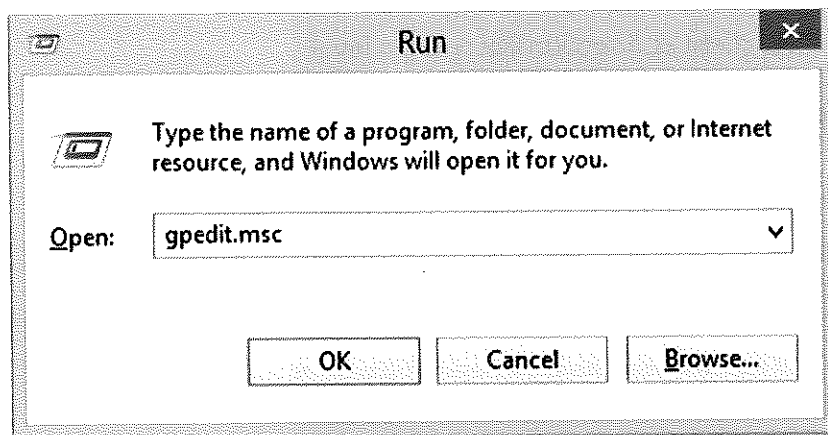 Run
Type the name of a program, folder, document, or Internet
resource, and Windows will open it for you.
Open: gpedit.msc
OK Cancel Browse...